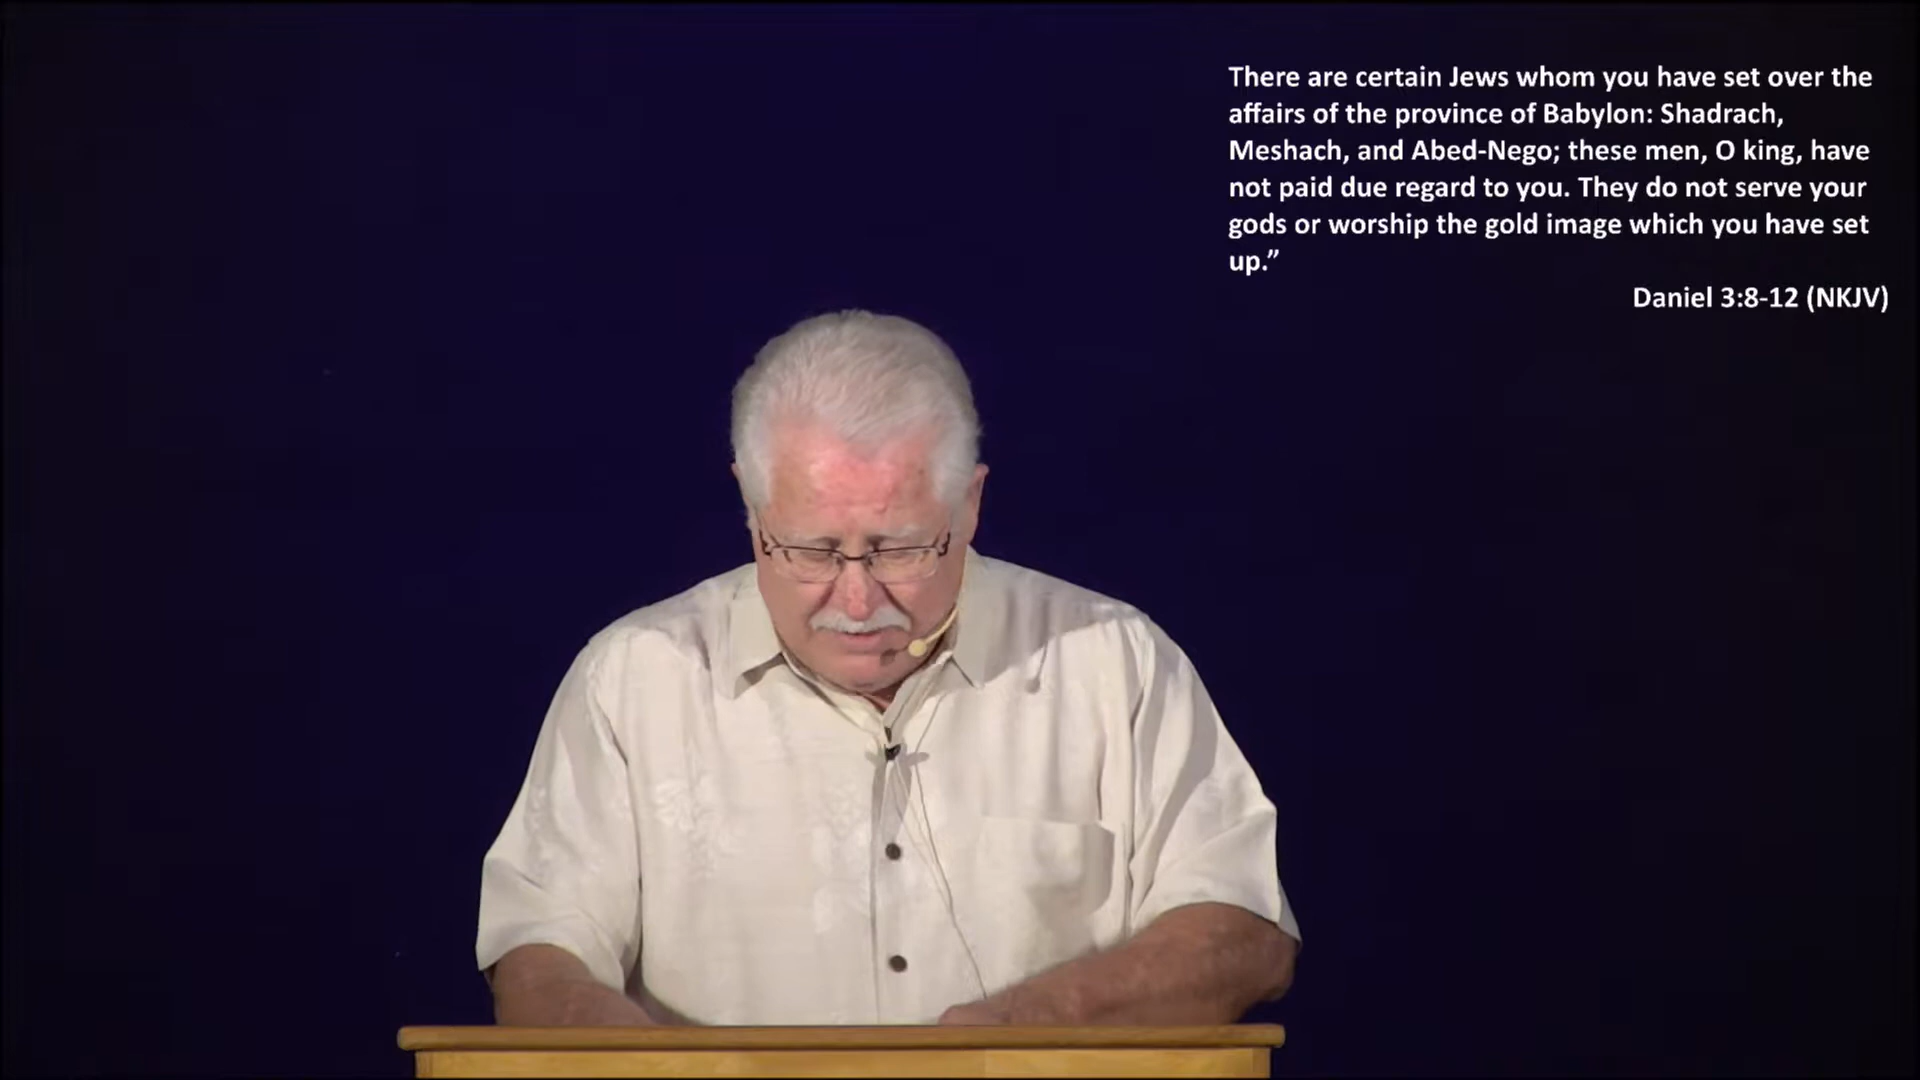 There are certain Jews whom you have set over the
affairs of the province of Babylon: Shadrach,
Meshach, and Abed-Nego; these men, O king, have
not paid due regard to you. They do not serve your
gods or worship the gold image which you have set
up.”
Daniel 3:8-12 (NKJV)